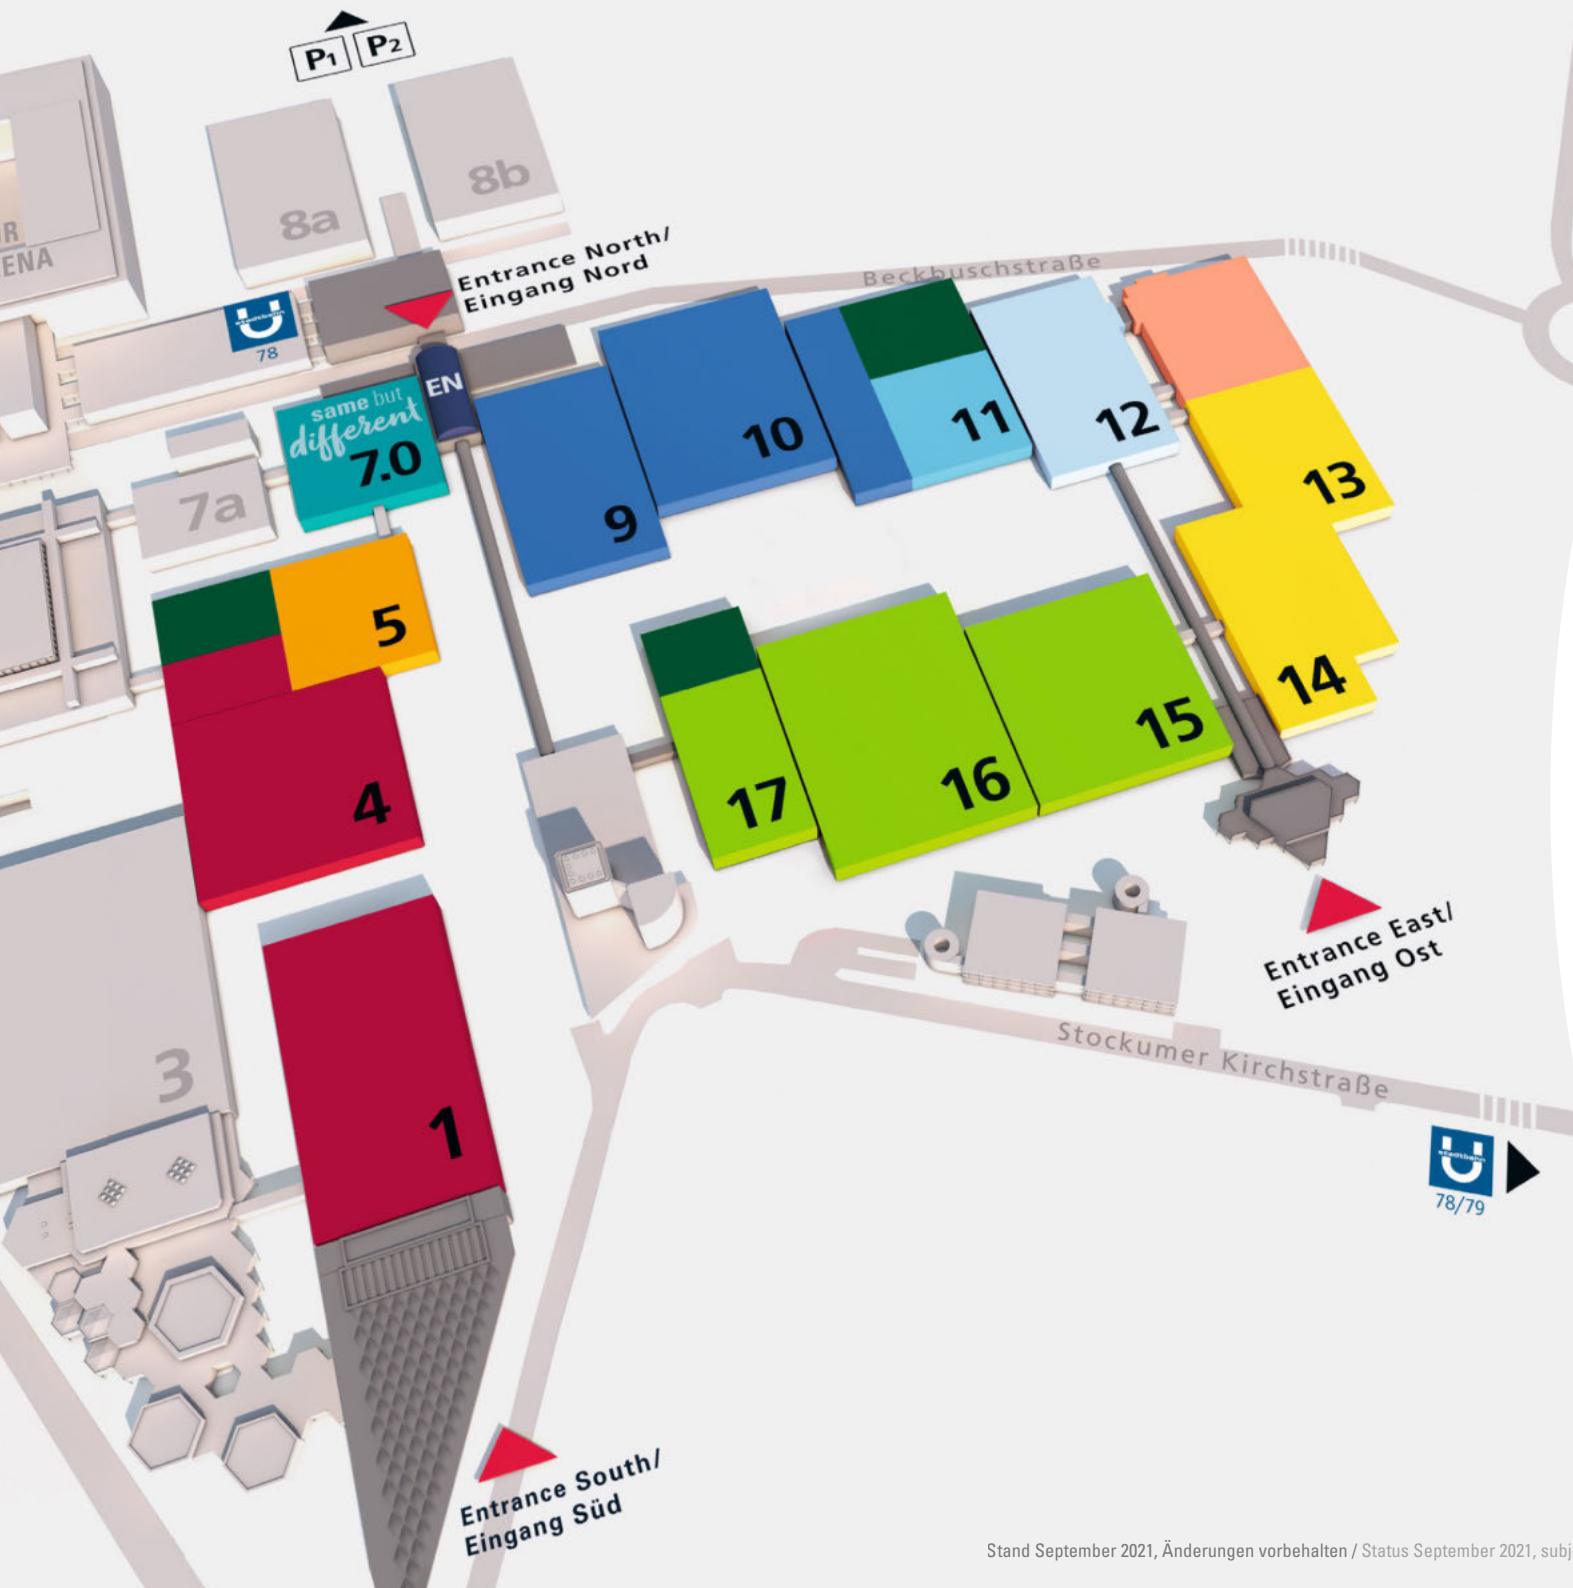 P1 P2
8b
8a
R
ENA
Entrance North/
Eingang Nord
Beckbuschstraße
stadtbahn
U
78
EN
same but
different
7.0
7a
9
10
11
12
13
5
4
14
15
16
17
3
1
Entrance East/
Eingang Ost
Stockumer Kirchstraße
stadtbahn
U
78/79
Entrance South/
Eingang Süd
Stand September 2021, Änderungen vorbehalten / Status September 2021, subj